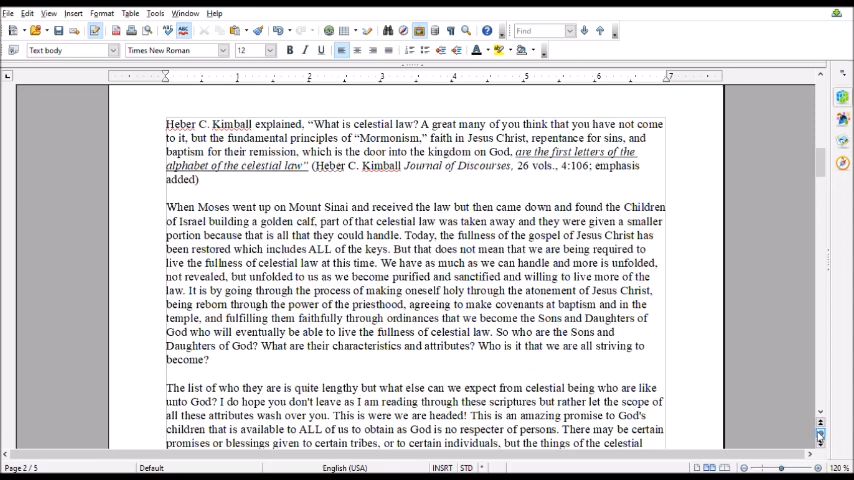 File Edit View Insert Format Table Tools Window Help
Find
Text body Times New Roman 12
1 2 3 4 5 6 7
Heber C. Kimball explained, “What is celestial law? A great many of you think that you have not come
to it, but the fundamental principles of “Mormonism,” faith in Jesus Christ, repentance for sins, and
baptism for their remission, which is the door into the kingdom on God, are the first letters of the
alphabet of the celestial law” (Heber C. Kimball Journal of Discourses, 26 vols., 4:106; emphasis
added)
When Moses went up on Mount Sinai and received the law but then came down and found the Children
of Israel building a golden calf, part of that celestial law was taken away and they were given a smaller
portion because that is all that they could handle. Today, the fullness of the gospel of Jesus Christ has
been restored which includes ALL of the keys. But that does not mean that we are being required to
live the fullness of celestial law at this time. We have as much as we can handle and more is unfolded,
not revealed, but unfolded to us as we become purified and sanctified and willing to live more of the
law. It is by going through the process of making oneself holy through the atonement of Jesus Christ,
being reborn through the power of the priesthood, agreeing to make covenants at baptism and in the
temple, and fulfilling them faithfully through ordinances that we become the Sons and Daughters of
God who will eventually be able to live the fullness of celestial law. So who are the Sons and
Daughters of God? What are their characteristics and attributes? Who is it that we are all striving to
become?
The list of who they are is quite lengthy but what else can we expect from celestial being who are like
unto God? I do hope you don't leave as I am reading through these scriptures but rather let the scope of
all these attributes wash over you. This is were we are headed! This is an amazing promise to God's
children that is available to ALL of us to obtain as God is no respecter of persons. There may be certain
promises or blessings given to certain tribes, or to certain individuals, but the things of the celestial
Page 2 / 5 Default English (USA) INSRT STD * 120 %